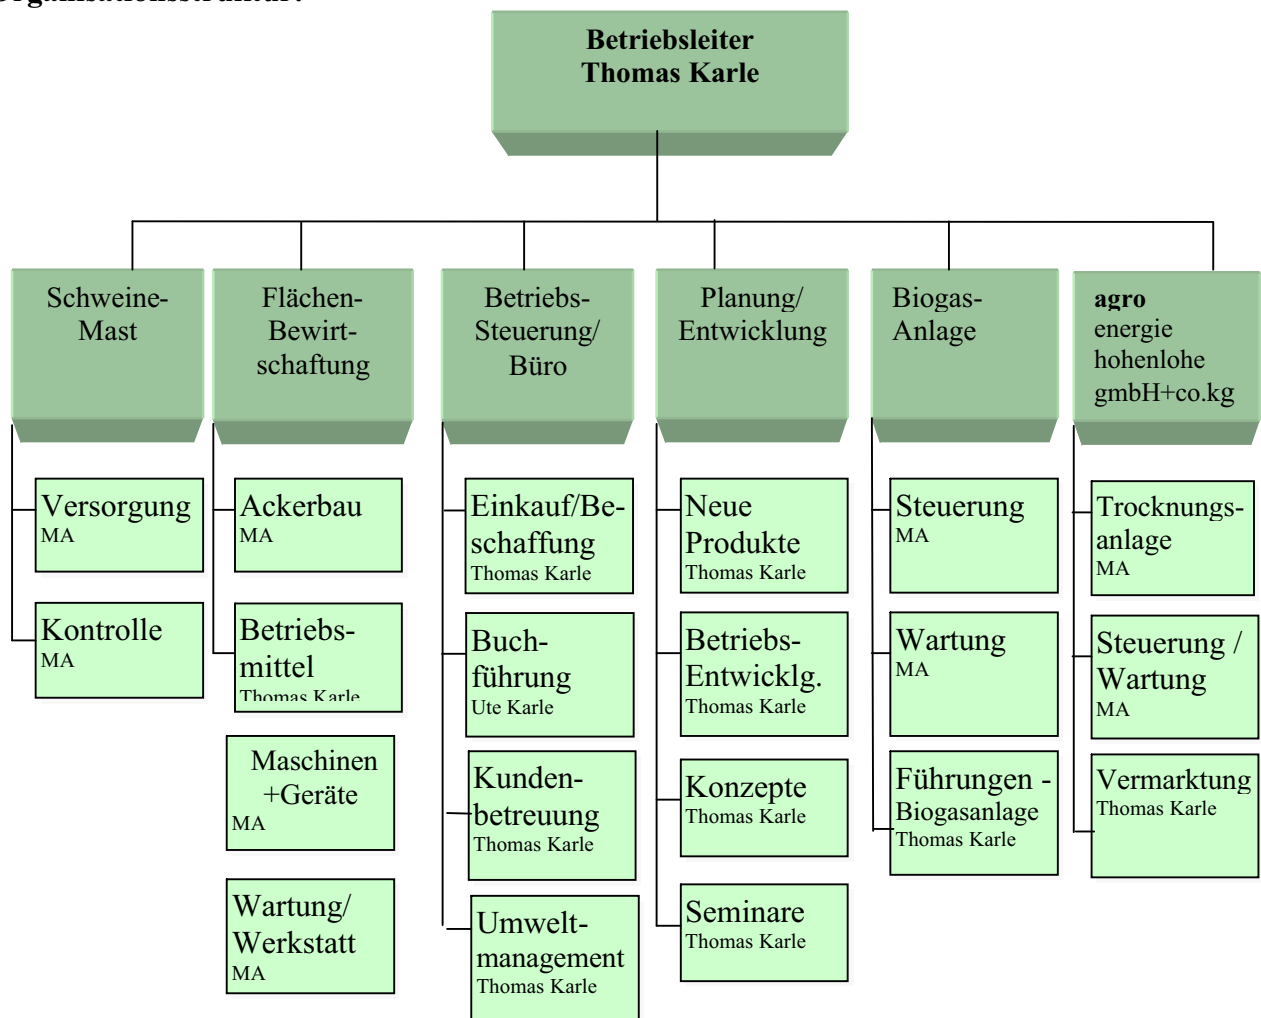 Organisationsstruktur:
Betriebsleiter
Thomas Karle
Schweine-
Mast
Flächen-
Bewirt-
schaftung
Betriebs-
Steuerung/
Büro
Planung/
Entwicklung
Biogas-
Anlage
agro
energie
hohenlohe
gmbH+co.kg
Versorgung
MA
Kontrolle
MA
Ackerbau
MA
Betriebs-
mittel
Thomas Karle
Maschinen
+Geräte
MA
Wartung/
Werkstatt
MA
Einkauf/Be-
schaffung
Thomas Karle
Buch-
führung
Ute Karle
Kunden-
betreuung
Thomas Karle
Umwelt-
management
Thomas Karle
Neue
Produkte
Thomas Karle
Betriebs-
Entwicklg.
Thomas Karle
Konzepte
Thomas Karle
Seminare
Thomas Karle
Steuerung
MA
Wartung
MA
Führungen -
Biogasanlage
Thomas Karle
Trocknungs-
anlage
MA
Steuerung /
Wartung
MA
Vermarktung
Thomas Karle